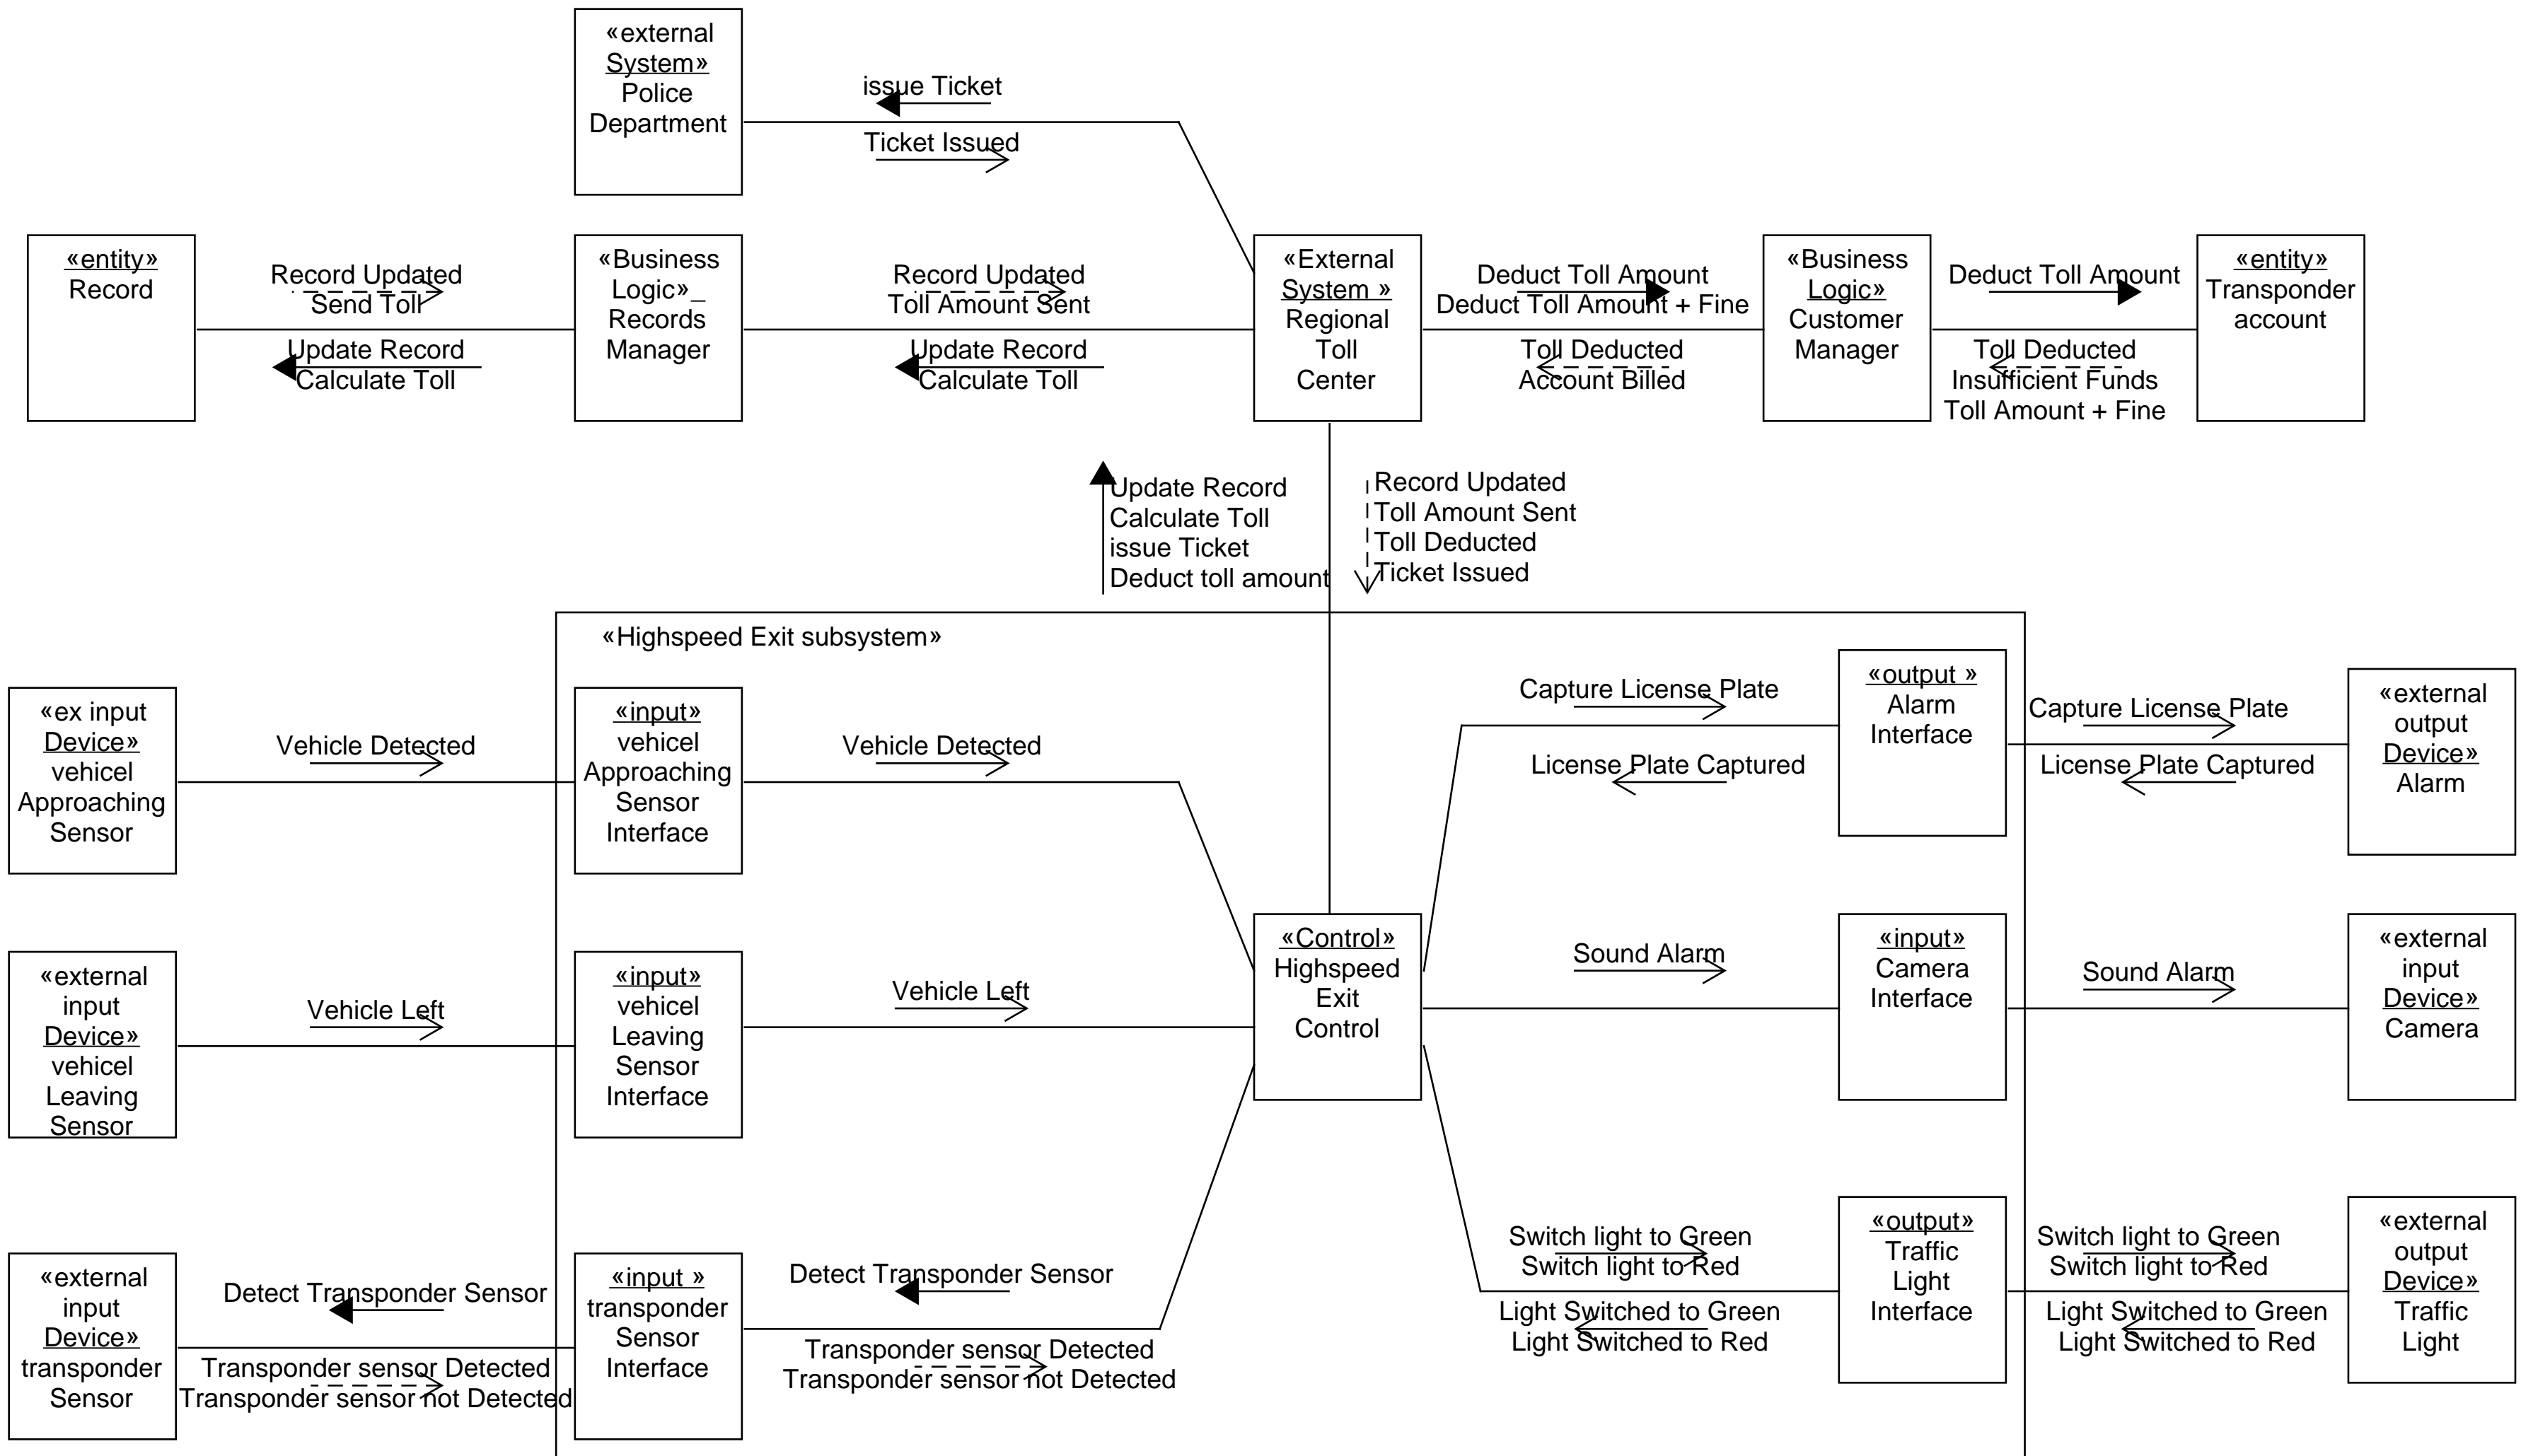 «external
System»
Police
Department
issue Ticket
Ticket Issued
«entity»
Record
Record Updated
Send Toll
Update Record
Calculate Toll
«Business
Logic»_
Records
Manager
Record Updated
Toll Amount Sent
Update Record
Calculate Toll
«External
System »
Regional
Toll
Center
Deduct Toll Amount
Deduct Toll Amount + Fine
Toll Deducted
Account Billed
«Business
Logic»
Customer
Manager
Deduct Toll Amount
Toll Deducted
Insufficient Funds
Toll Amount + Fine
«entity»
Transponder
account
Update Record
Calculate Toll
issue Ticket
Deduct toll amount
Record Updated
Toll Amount Sent
Toll Deducted
Ticket Issued
«Highspeed Exit subsystem»
«ex input
Device»
vehicel
Approaching
Sensor
Vehicle Detected
«input»
vehicel
Approaching
Sensor
Interface
Vehicle Detected
Capture License Plate
License Plate Captured
«output »
Alarm
Interface
Capture License Plate
License Plate Captured
«external
output
Device»
Alarm
«external
input
Device»
vehicel
Leaving
Sensor
Vehicle Left
«input»
vehicel
Leaving
Sensor
Interface
Vehicle Left
«Control»
Highspeed
Exit
Control
Sound Alarm
«input»
Camera
Interface
Sound Alarm
«external
input
Device»
Camera
«external
input
Device»
transponder
Sensor
Detect Transponder Sensor
Transponder sensor Detected
Transponder sensor not Detected
«input »
transponder
Sensor
Interface
Detect Transponder Sensor
Transponder sensor Detected
Transponder sensor not Detected
Switch light to Green
Switch light to Red
Light Switched to Green
Light Switched to Red
«output»
Traffic
Light
Interface
Switch light to Green
Switch light to Red
Light Switched to Green
Light Switched to Red
«external
output
Device»
Traffic
Light